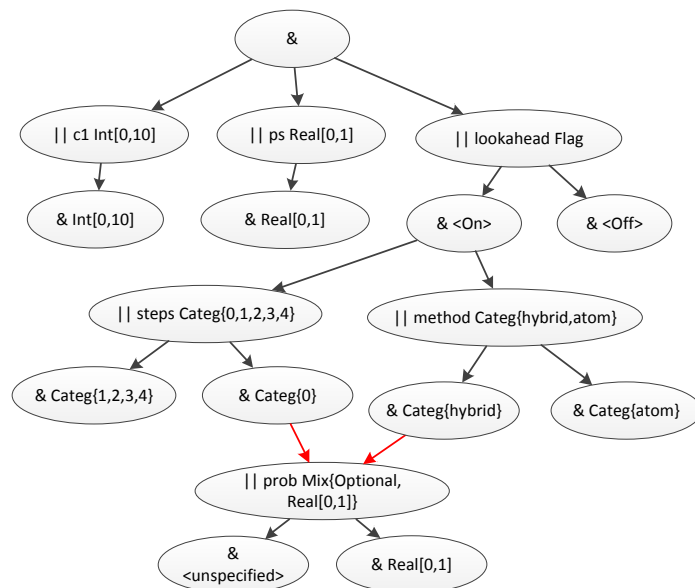 &
|| c1 Int[0,10]
|| ps Real[0,1]
|| lookahead Flag
& Int[0,10]
& Real[0,1]
& <On>
& <Off>
|| steps Categ{0,1,2,3,4}
|| method Categ{hybrid,atom}
& Categ{1,2,3,4}
& Categ{0}
& Categ{hybrid}
& Categ{atom}
|| prob Mix{Optional,
Real[0,1]}
&
<unspecified>
& Real[0,1]